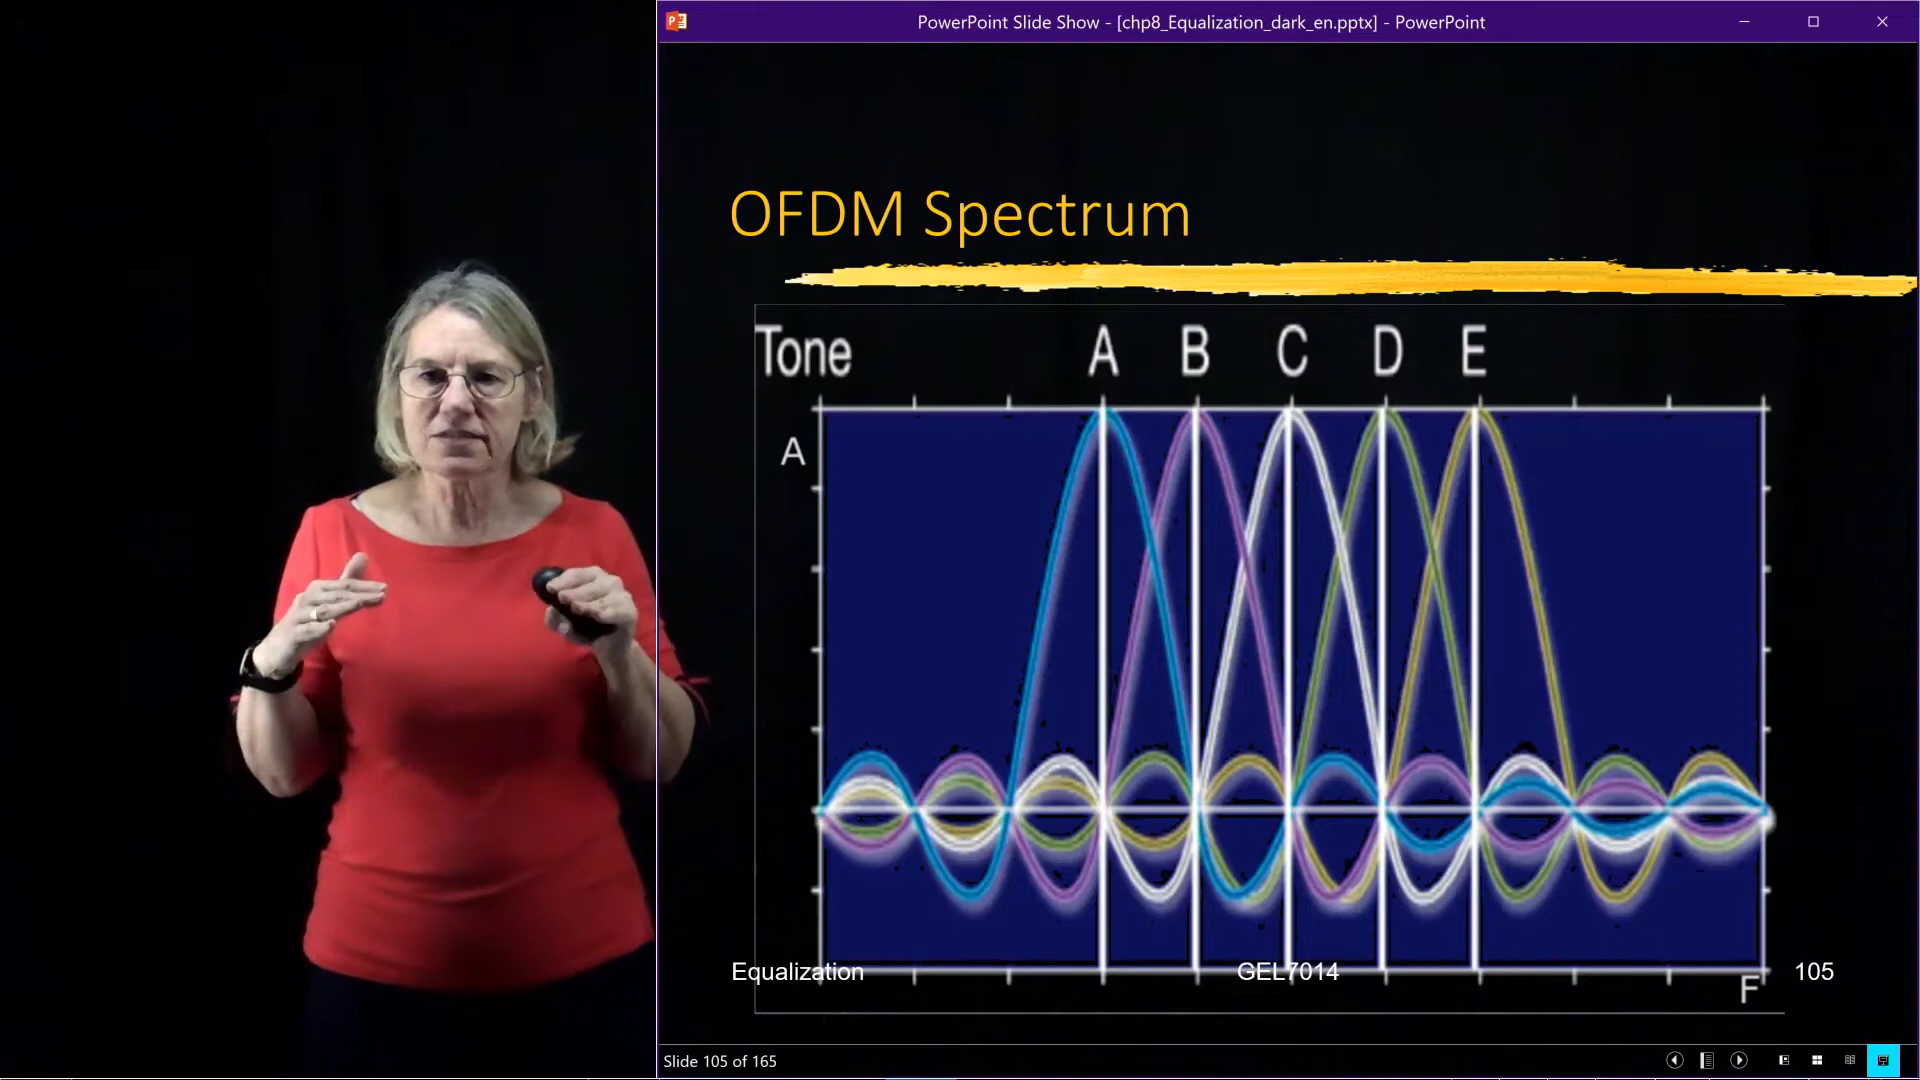 PowerPoint Slide Show - [chp8_Equalization_dark_en.pptx] - PowerPoint
OFDM Spectrum
Tone A B C D E
A
F
Equalization GEL7014 105
Slide 105 of 165